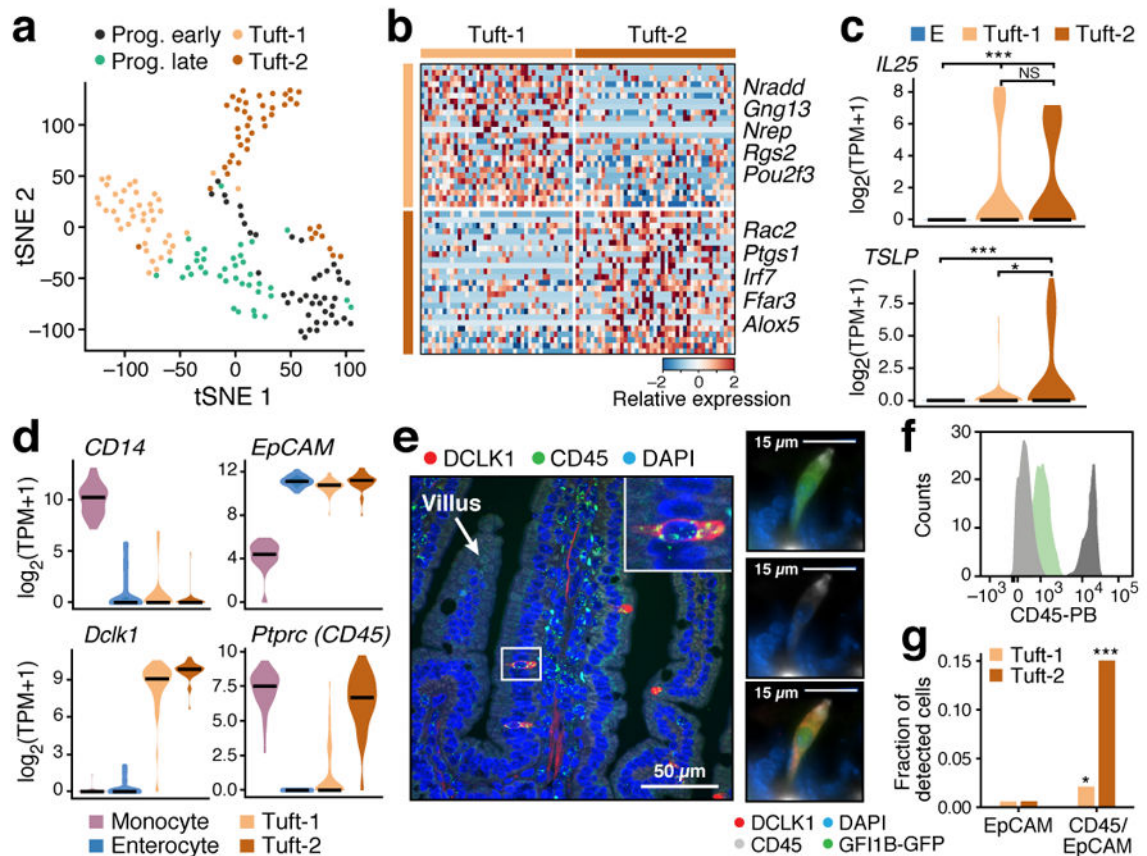 a
Prog. early
Tuft-1
Prog. late
Tuft-2
tSNE 2
100
50
0
−50
−100
−100
−50
0
50
100
tSNE 1
b
Tuft-1
Tuft-2
Nradd
Gng13
Nrep
Rgs2
Pou2f3
Rac2
Ptgs1
Irf7
Ffar3
Alox5
−2
0
2
Relative expression
c
E
Tuft-1
Tuft-2
IL25
***
NS
log2(TPM+1)
8
4
2
0
TSLP
***
*
log2(TPM+1)
7.5
5.0
2.5
0.0
d
CD14
log2(TPM+1)
10
5
0
EpCAM
12
8
4
0
Dclk1
log2(TPM+1)
9
6
3
0
Ptprc (CD45)
10
7.5
5.0
2.5
0.0
Monocyte
Tuft-1
Enterocyte
Tuft-2
e
DCLK1
CD45
DAPI
Villus
50 µm
15 µm
15 µm
15 µm
DCLK1
DAPI
CD45
GFI1B-GFP
f
Counts
30
20
10
0
−10³
0
10³
10⁴
10⁵
CD45-PB
g
Tuft-1
Tuft-2
Fraction of
detected cells
0.15
0.10
0.05
0.00
*
***
EpCAM
CD45/
EpCAM